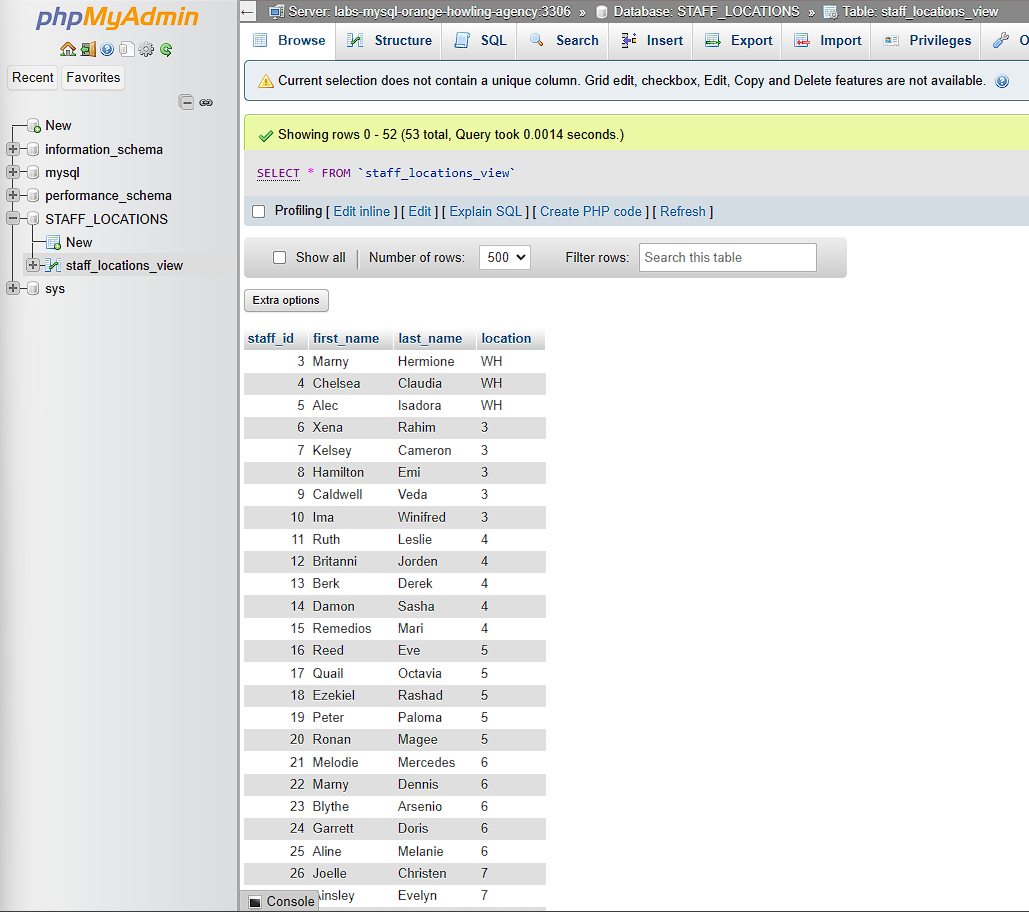 phpMyAdmin
Recent Favorites
New
information_schema
mysql
performance_schema
STAFF_LOCATIONS
New
staff_locations_view
sys
← Server: labs-mysql-orange-howling-agency:3306 » Database: STAFF_LOCATIONS » Table: staff_locations_view
Browse Structure SQL Search Insert Export Import Privileges
Current selection does not contain a unique column. Grid edit, checkbox, Edit, Copy and Delete features are not available.
Showing rows 0 - 52 (53 total, Query took 0.0014 seconds.)
SELECT * FROM `staff_locations_view`
Profiling [ Edit inline ] [ Edit ] [ Explain SQL ] [ Create PHP code ] [ Refresh ]
Show all | Number of rows: 500 Filter rows: Search this table
Extra options
staff_id first_name last_name location
3 Marny Hermione WH
4 Chelsea Claudia WH
5 Alec Isadora WH
6 Xena Rahim 3
7 Kelsey Cameron 3
8 Hamilton Emi 3
9 Caldwell Veda 3
10 Ima Winifred 3
11 Ruth Leslie 4
12 Britanni Jorden 4
13 Berk Derek 4
14 Damon Sasha 4
15 Remedios Mari 4
16 Reed Eve 5
17 Quail Octavia 5
18 Ezekiel Rashad 5
19 Peter Paloma 5
20 Ronan Magee 5
21 Melodie Mercedes 6
22 Marny Dennis 6
23 Blythe Arsenio 6
24 Garrett Doris 6
25 Aline Melanie 6
26 Joelle Christen 7
Ainsley Evelyn 7
Console